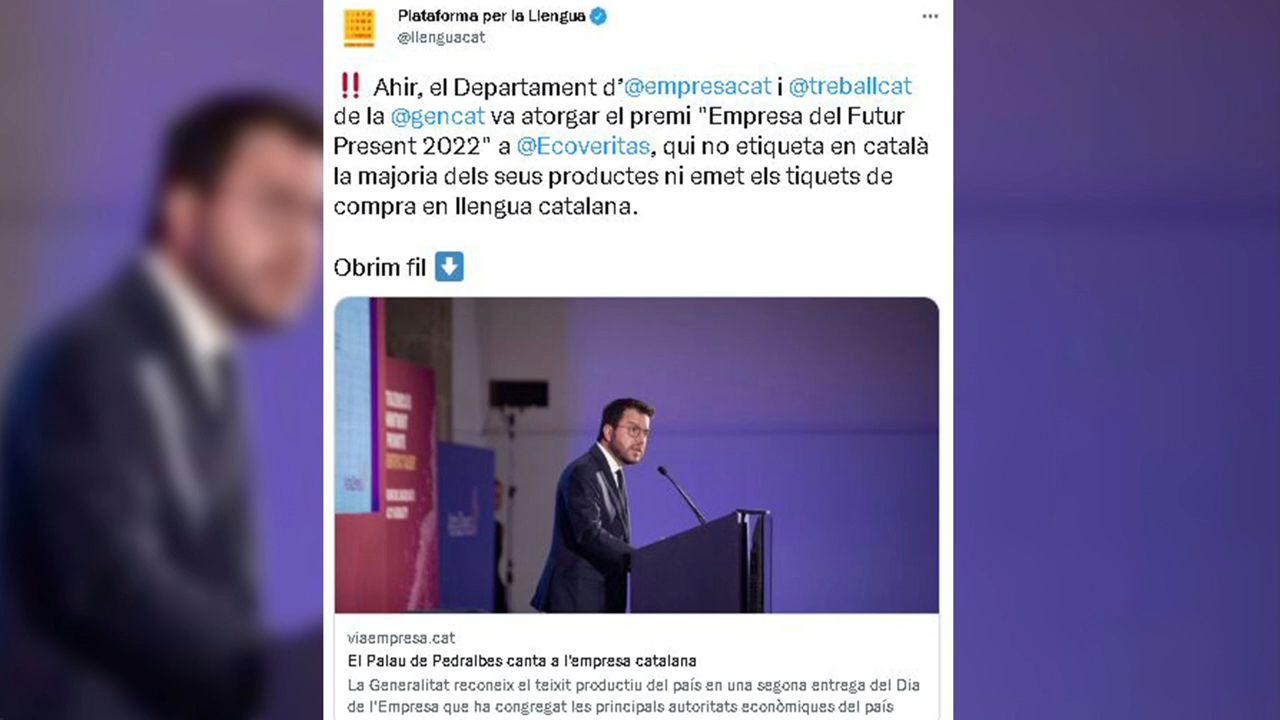 Plataforma per la Llengua
@llenguacat
‼ Ahir, el Departament d’@empresacat i @treballcat
de la @gencat va atorgar el premi "Empresa del Futur
Present 2022" a @Ecoveritas, qui no etiqueta en català
la majoria dels seus productes ni emet els tiquets de
compra en llengua catalana.
Obrim fil ⬇
viaempresa.cat
El Palau de Pedralbes canta a l'empresa catalana
La Generalitat reconeix el teixit productiu del país en una segona entrega del Dia
de l'Empresa que ha congregat les principals autoritats econòmiques del país